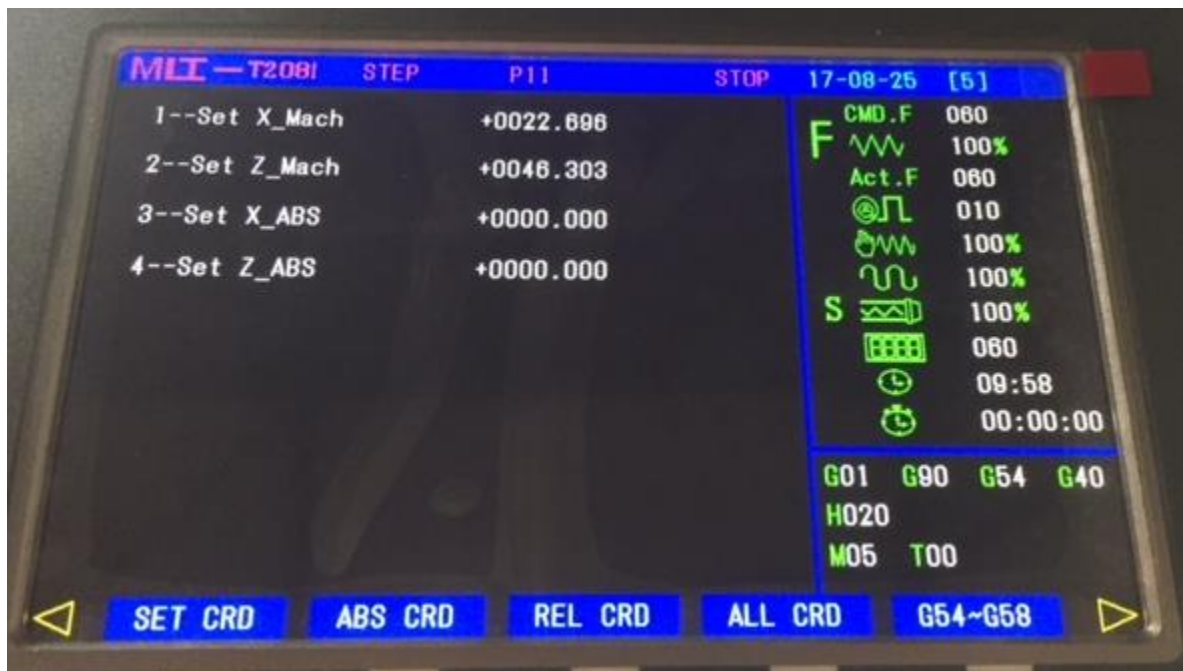 MLI—T208I STEP P11 STOP 17-08-25 [5]
1--Set X_Mach +0022.696
2--Set Z_Mach +0046.303
3--Set X_ABS +0000.000
4--Set Z_ABS +0000.000
F CMD.F 060
100%
Act.F 060
010
100%
100%
S 100%
060
09:58
00:00:00
G01 G90 G54 G40
H020
M05 T00
SET CRD ABS CRD REL CRD ALL CRD G54~G58